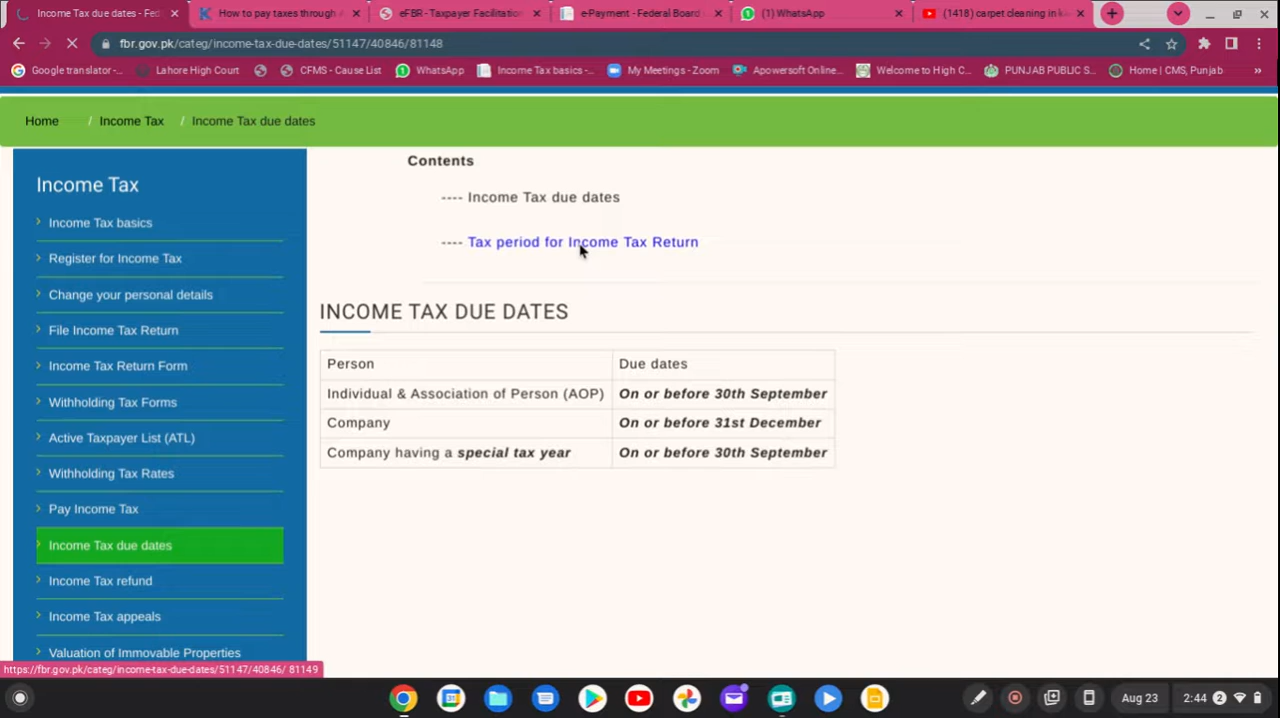 Income Tax due dates - Fed
How to pay taxes through
eFBR - Taxpayer Facilitation
e-Payment - Federal Board
(1) WhatsApp
(1418) carpet cleaning in k
fbr.gov.pk/categ/income-tax-due-dates/51147/40846/81148
Google translator -...
Lahore High Court
CFMS - Cause List
WhatsApp
Income Tax basics -...
My Meetings - Zoom
Apowersoft Online...
Welcome to High C...
PUNJAB PUBLIC S...
Home | CMS, Punjab
»
Home / Income Tax / Income Tax due dates
Income Tax
Income Tax basics
Register for Income Tax
Change your personal details
File Income Tax Return
Income Tax Return Form
Withholding Tax Forms
Active Taxpayer List (ATL)
Withholding Tax Rates
Pay Income Tax
Income Tax due dates
Income Tax refund
Income Tax appeals
Valuation of Immovable Properties
Contents
---- Income Tax due dates
---- Tax period for Income Tax Return
INCOME TAX DUE DATES
Person Due dates
Individual & Association of Person (AOP) On or before 30th September
Company On or before 31st December
Company having a special tax year On or before 30th September
https://fbr.gov.pk/categ/income-tax-due-dates/51147/40846/ 81149
Aug 23
2:44 2